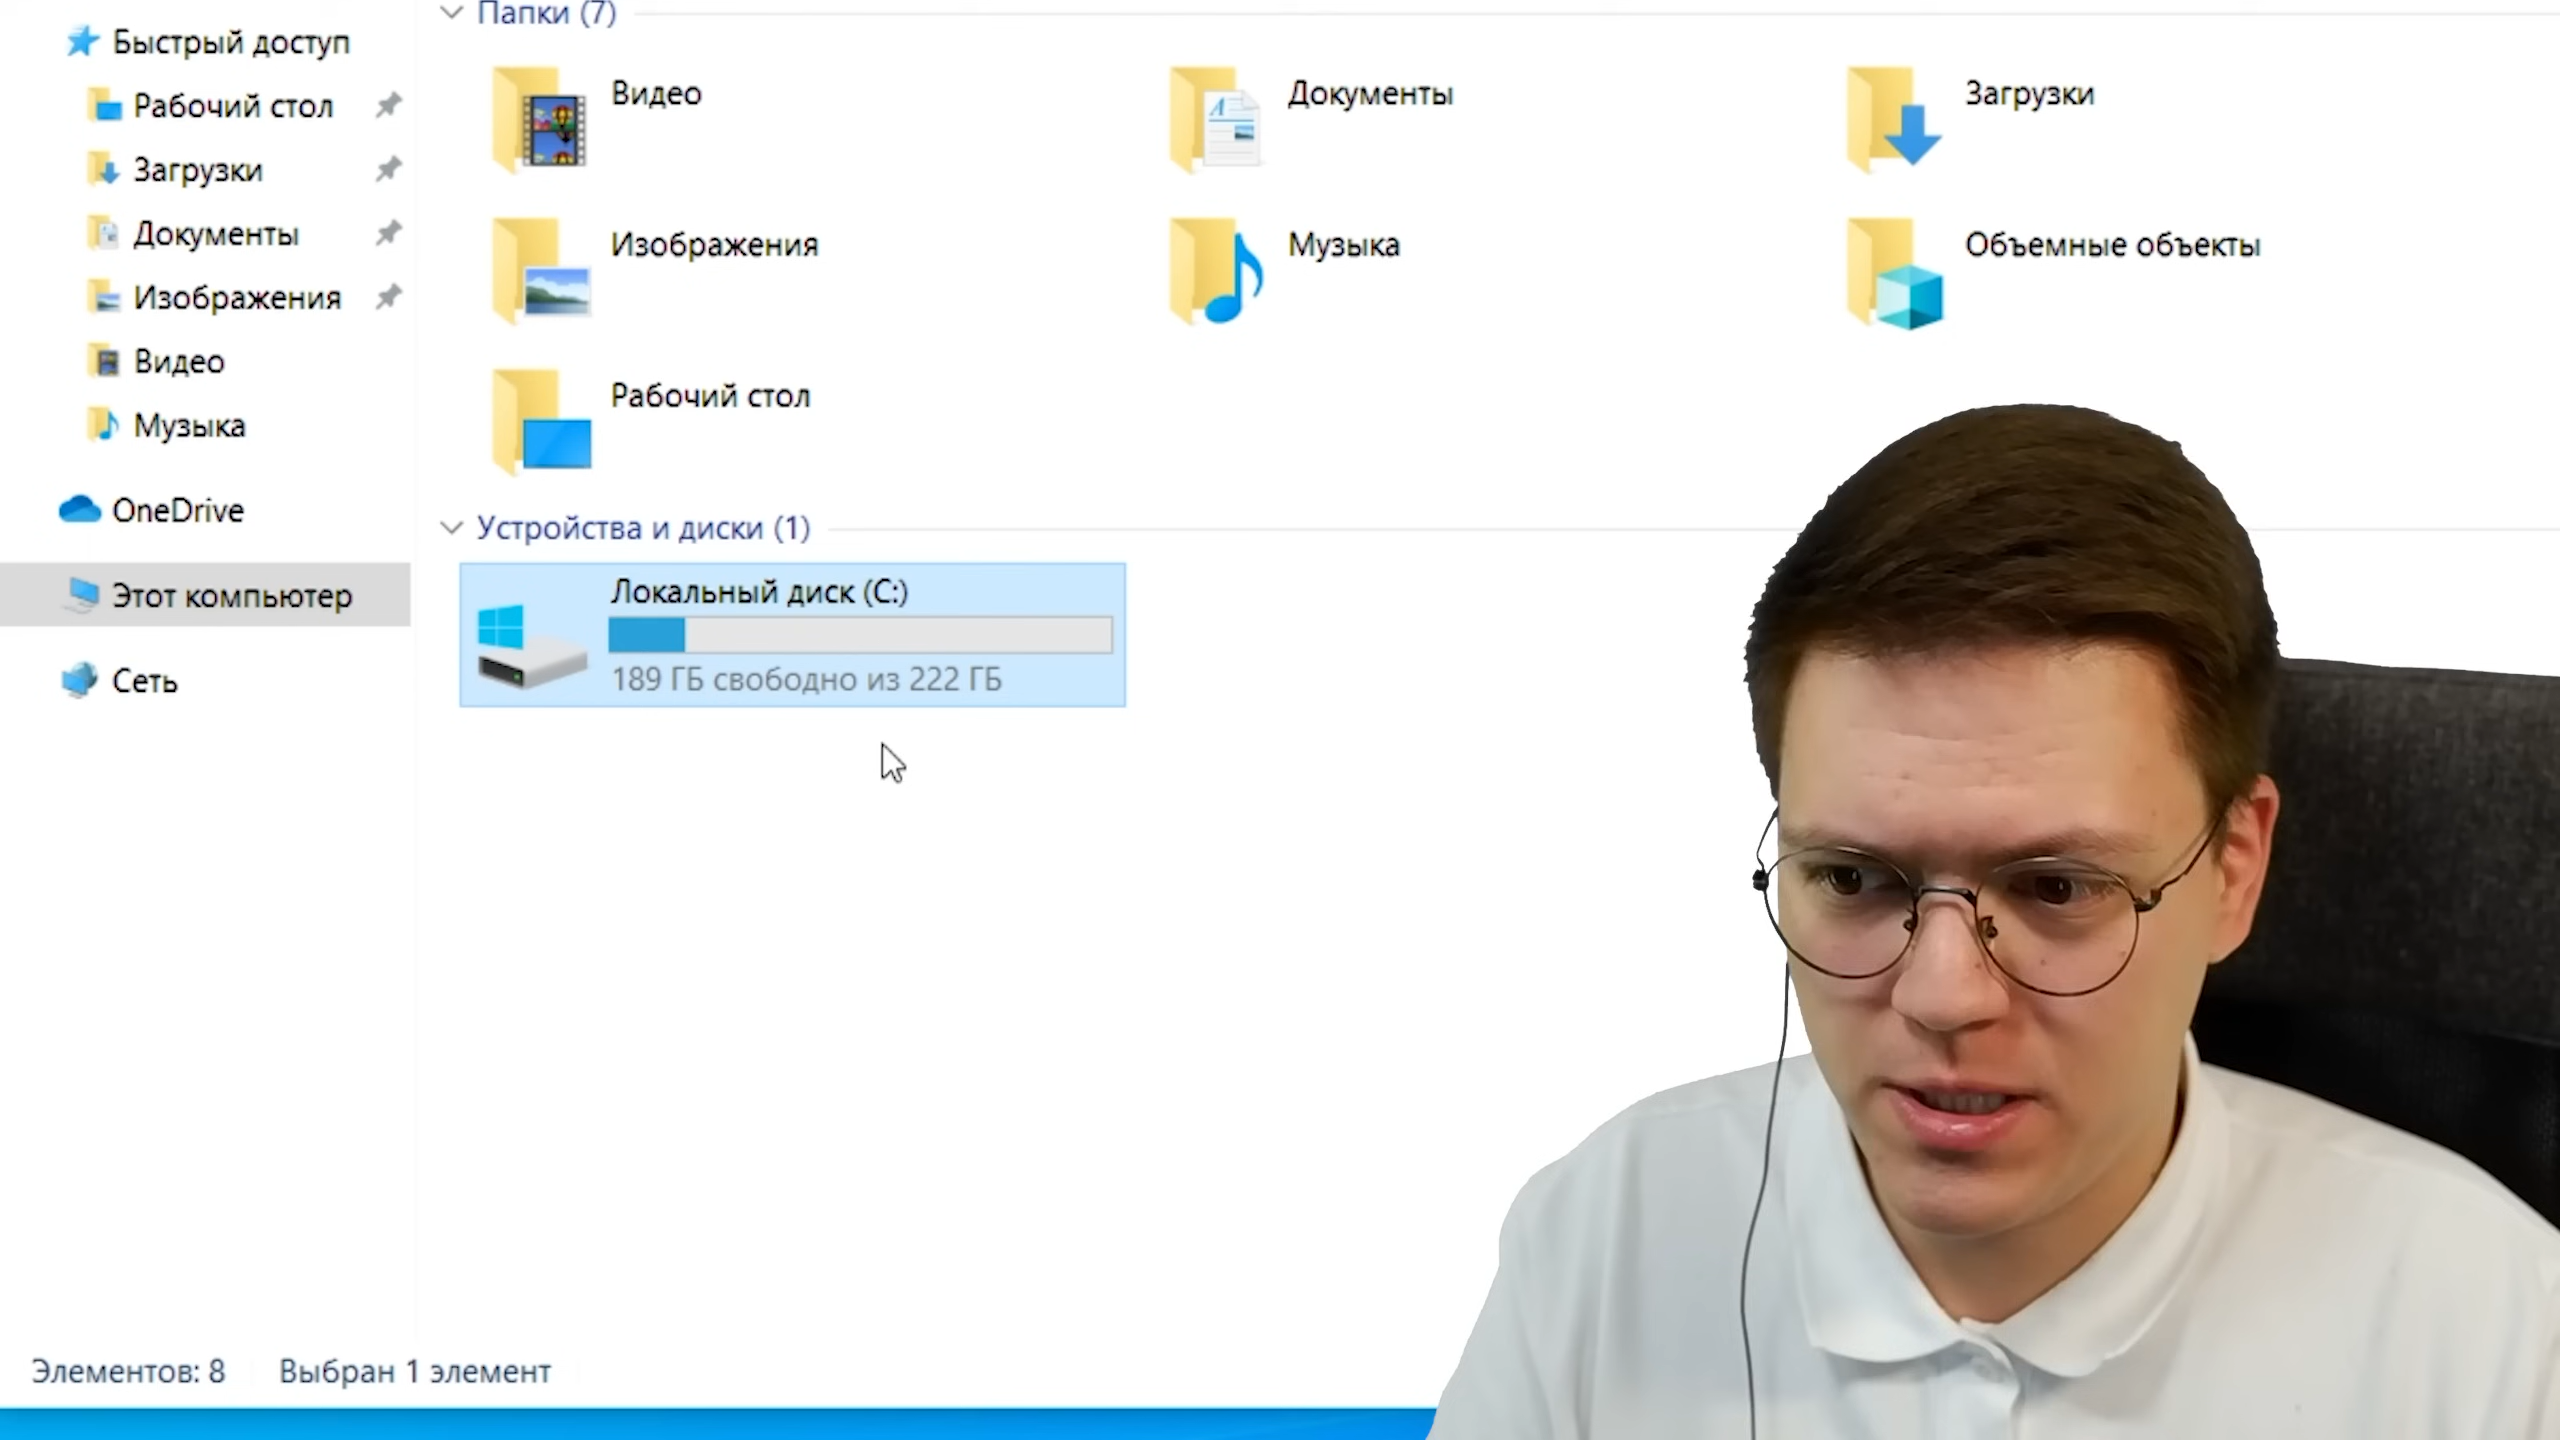 Быстрый доступ
Рабочий стол
Загрузки
Документы
Изображения
Видео
Музыка
OneDrive
Этот компьютер
Сеть
Папки (7)
Видео
Документы
Загрузки
Изображения
Музыка
Объемные объекты
Рабочий стол
Устройства и диски (1)
Локальный диск (C:)
189 ГБ свободно из 222 ГБ
Элементов: 8
Выбран 1 элемент